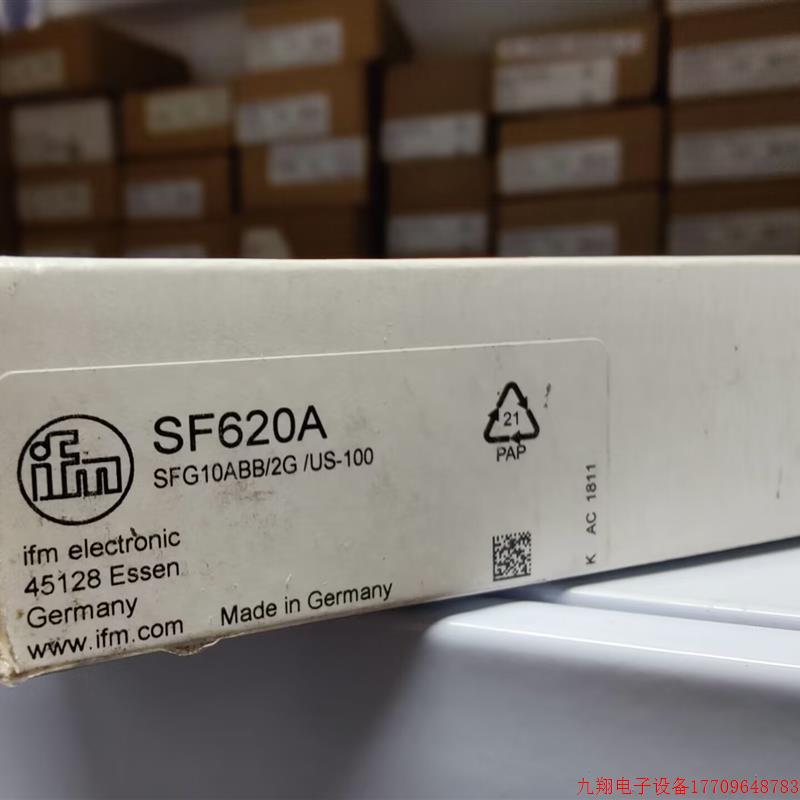 ifm
SF620A
SFG10ABB/2G /US-100
21
PAP
K AC 1811
ifm electronic
45128 Essen
Germany
www.ifm.com
Made in Germany
九翔电子设备17709648783